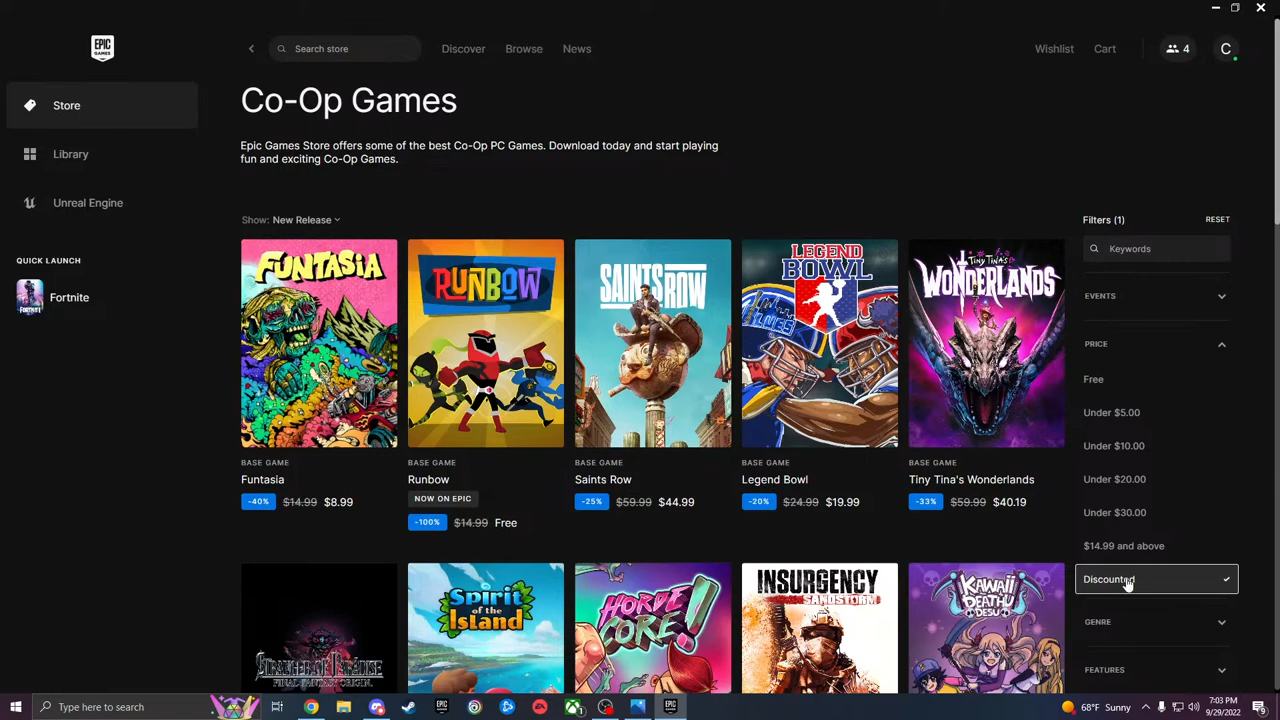 EPIC GAMES
Search store
Discover
Browse
News
Wishlist
Cart
4
C
Store
Library
Unreal Engine
QUICK LAUNCH
Fortnite
Co-Op Games
Epic Games Store offers some of the best Co-Op PC Games. Download today and start playing
fun and exciting Co-Op Games.
Show: New Release
Filters (1)
RESET
Keywords
EVENTS
PRICE
Free
Under $5.00
Under $10.00
Under $20.00
Under $30.00
$14.99 and above
Discounted
GENRE
FEATURES
FUNTASIA
BASE GAME
Funtasia
-40% $14.99 $8.99
RUNBOW
BASE GAME
Runbow
NOW ON EPIC
-100% $14.99 Free
SAINTS ROW
BASE GAME
Saints Row
-25% $59.99 $44.99
LEGEND
BOWL
BASE GAME
Legend Bowl
-20% $24.99 $19.99
TINY TINA'S
WONDERLANDS
BASE GAME
Tiny Tina's Wonderlands
-33% $59.99 $40.19
STRANGER OF PARADISE
FINAL FANTASY ORIGIN
Spirit
of the
Island
HORDE
CORE!
INSURGENCY
SANDSTORM
KAWAII
DEATHU
DESU
Type here to search
68°F Sunny
7:03 PM
9/29/2022